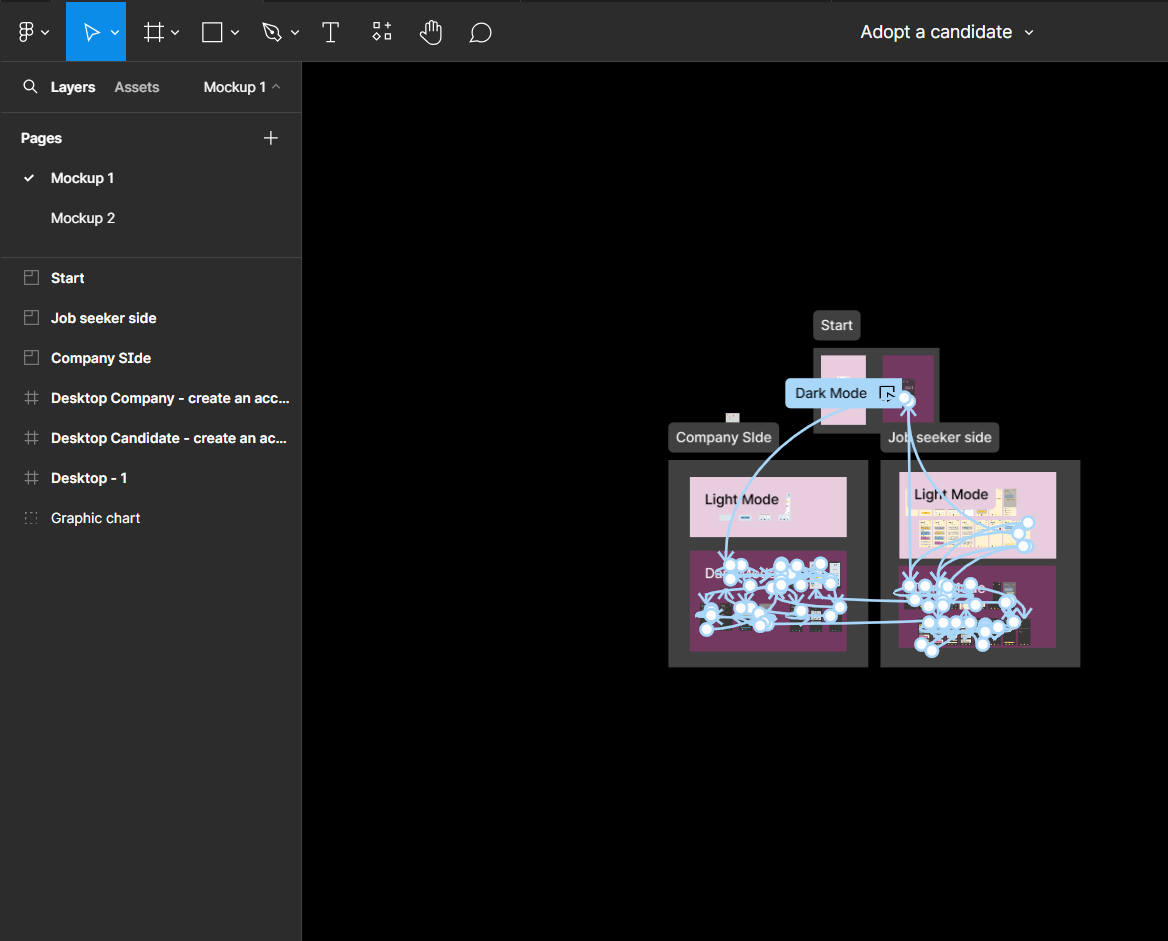 Adopt a candidate
Layers
Assets
Mockup 1
Pages
Mockup 1
Mockup 2
Start
Job seeker side
Company SIde
Desktop Company - create an acc...
Desktop Candidate - create an ac...
Desktop - 1
Graphic chart
Start
Dark Mode
Company SIde
Job seeker side
Light Mode
Light Mode